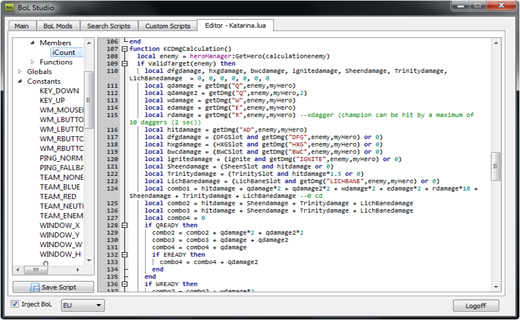 BoL Studio
Main
BoL Mods
Search Scripts
Custom Scripts
Editor - Katarina.lua
Members
iCount
Functions
Globals
Constants
KEY_DOWN
KEY_UP
WM_MOUSE
WM_LBUTTO
WM_LBUTTO
WM_RBUTTO
WM_RBUTTO
PING_NORM
PING_FALLBA
TEAM_NONE
TEAM_BLUE
TEAM_RED
TEAM_NEUT
TEAM_ENEM
WINDOW_X
WINDOW_Y
WINDOW_W
WINDOW_H
Save Script
106 end
107 function KCDmgCalculation()
108 local enemy = heroManager:GetHero(calculationenemy)
109 if ValidTarget(enemy) then
110 local dfgdamage, hxgdamage, bwcdamage, ignitedamage, Sheendamage, Trinitydamage,
LichBanedamage = 0, 0, 0, 0, 0, 0, 0
111 local qdamage = getDmg("Q",enemy,myHero)
112 local qdamage2 = getDmg("Q",enemy,myHero,2)
113 local wdamage = getDmg("W",enemy,myHero)
114 local edamage = getDmg("E",enemy,myHero)
115 local rdamage = getDmg("R",enemy,myHero) --xdagger (champion can be hit by a maximum of
10 daggers (2 sec))
116 local hitdamage = getDmg("AD",enemy,myHero)
117 local dfgdamage = (DFGSlot and getDmg("DFG",enemy,myHero) or 0)
118 local hxgdamage = (HXGSlot and getDmg("HXG",enemy,myHero) or 0)
119 local bwcdamage = (BWCSlot and getDmg("BWC",enemy,myHero) or 0)
120 local ignitedamage = (ignite and getDmg("IGNITE",enemy,myHero) or 0)
121 local Sheendamage = (SheenSlot and hitdamage or 0)
122 local Trinitydamage = (TrinitySlot and hitdamage*1.5 or 0)
123 local LichBanedamage = (LichBaneSlot and getDmg("LICHBANE",enemy,myHero) or 0)
124 local combo1 = hitdamage + qdamage*2 + qdamage2*2 + wdamage*2 + edamage*2 + rdamage*10 +
Sheendamage + Trinitydamage + LichBanedamage --0 cd
125 local combo2 = hitdamage + Sheendamage + Trinitydamage + LichBanedamage
126 local combo3 = hitdamage + Sheendamage + Trinitydamage + LichBanedamage
127 local combo4 = 0
128 if QREADY then
129 combo2 = combo2 + qdamage*2 + qdamage2*2
130 combo3 = combo3 + qdamage + qdamage2
131 combo4 = combo4 + qdamage
132 if EREADY then
133 combo4 = combo4 + qdamage2
134 end
135 end
136 if WREADY then
137 combo2 = combo2 + wdamage*2
Inject BoL
EU
Logoff